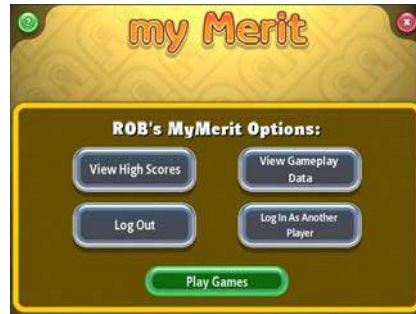 ?
my Merit
x
ROB's MyMerit Options:
View High Scores
View Gameplay
Data
Log Out
Log In As Another
Player
Play Games